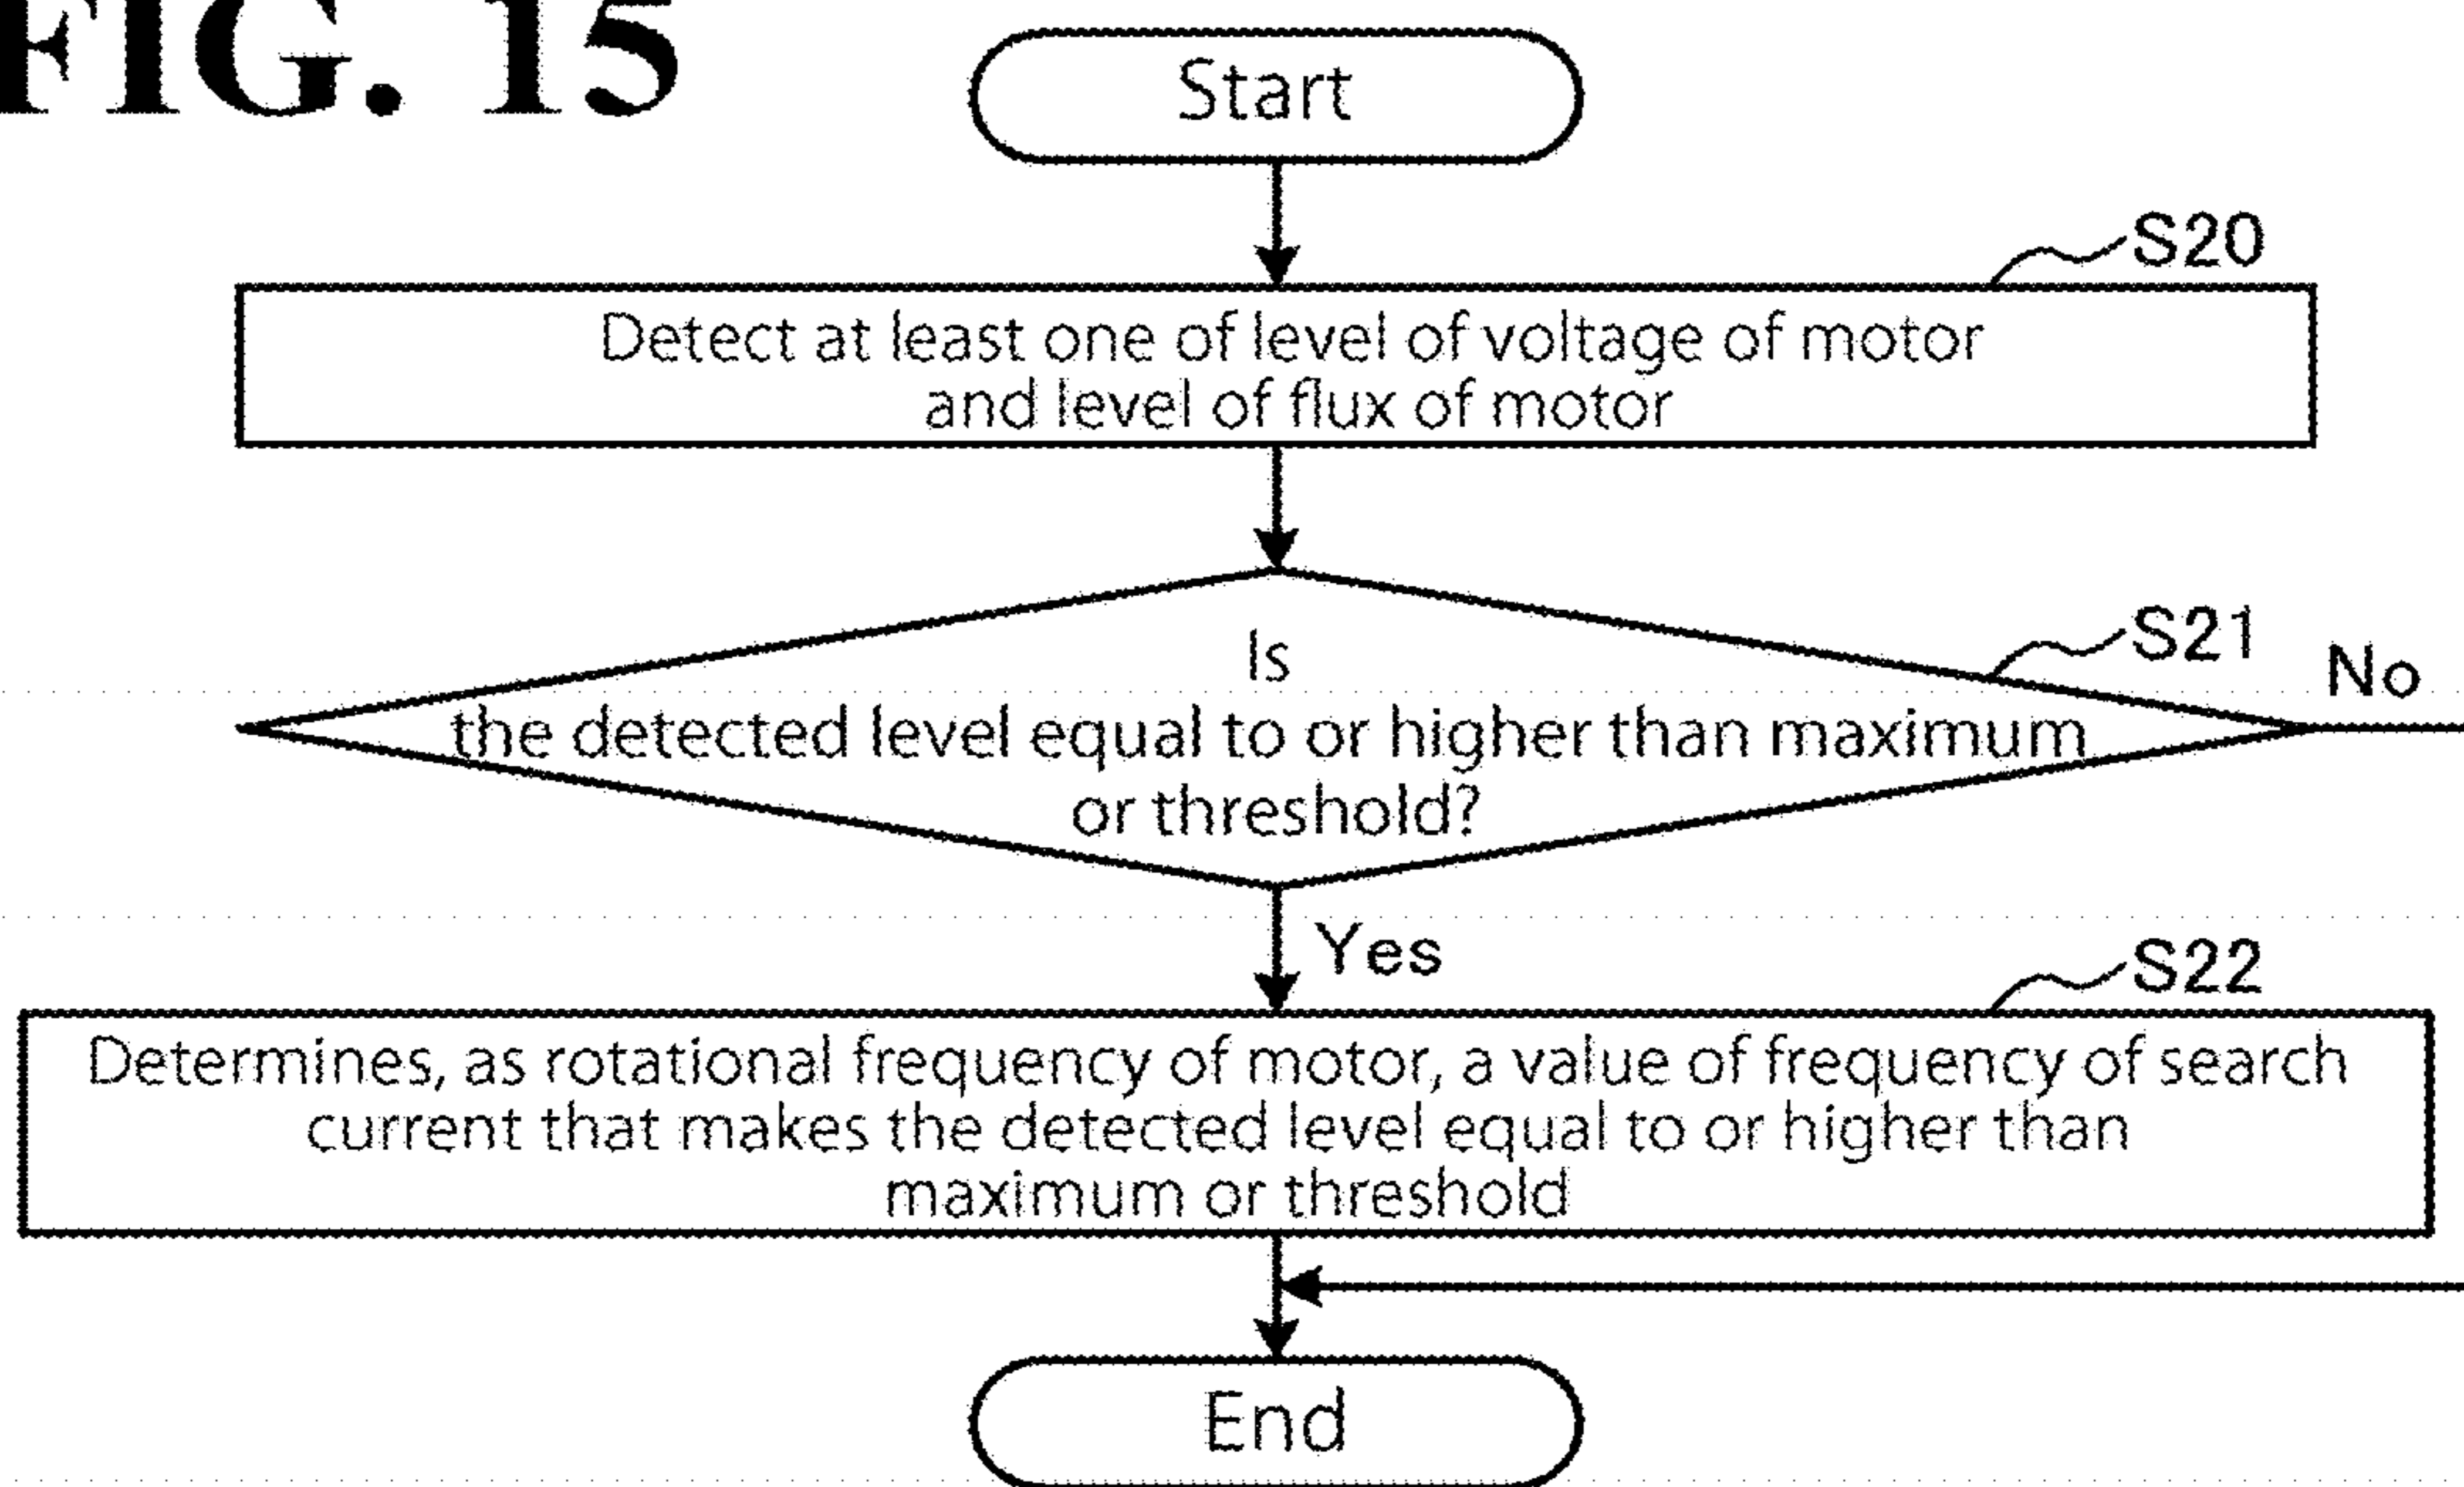 FIG. 15
Start
S20
Detect at least one of level of voltage of motor
and level of flux of motor
S21
No
Is
the detected level equal to or higher than maximum
or threshold?
Yes
S22
Determines, as rotational frequency of motor, a value of frequency of search
current that makes the detected level equal to or higher than
maximum or threshold
End